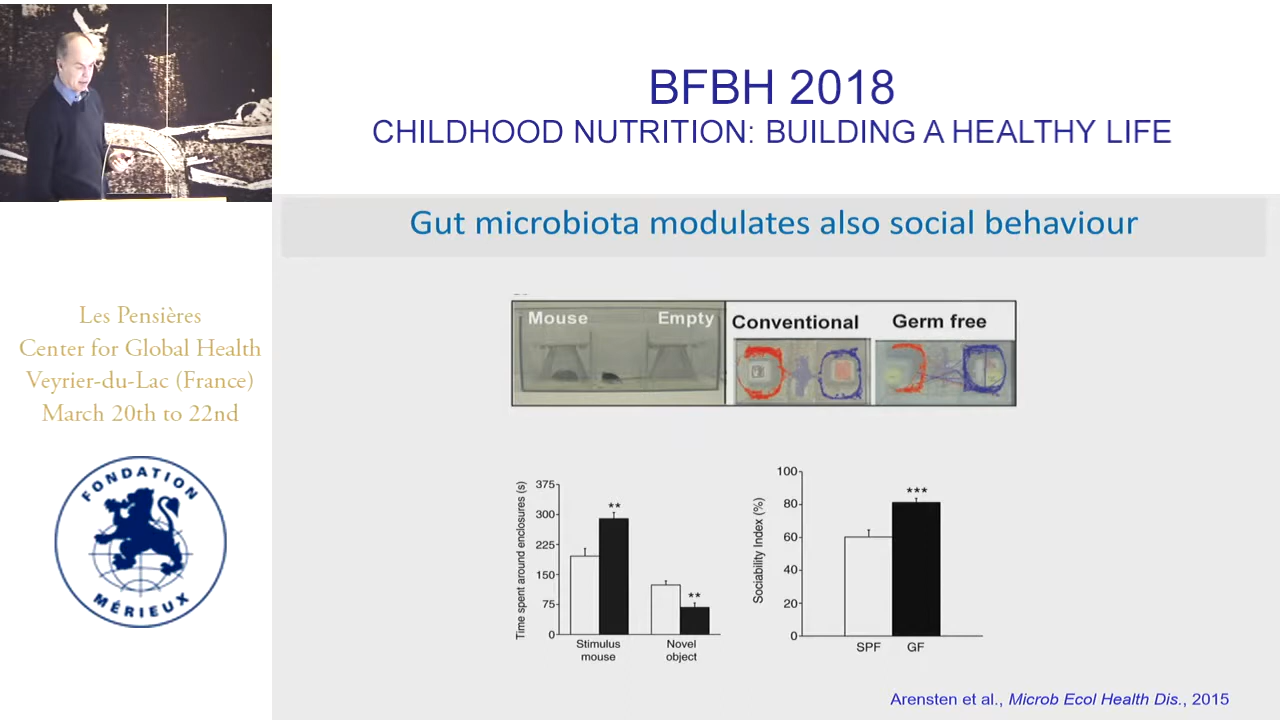 BFBH 2018
CHILDHOOD NUTRITION: BUILDING A HEALTHY LIFE
Gut microbiota modulates also social behaviour
Les Pensières
Center for Global Health
Veyrier-du-Lac (France)
March 20th to 22nd
FONDATION
MÉRIEUX
Mouse
Empty
Conventional
Germ free
Time spent around enclosures (s)
375
300
225
150
75
0
**
**
Stimulus
mouse
Novel
object
Sociability Index (%)
100
80
60
40
20
0
***
SPF
GF
Arensten et al., Microb Ecol Health Dis., 2015